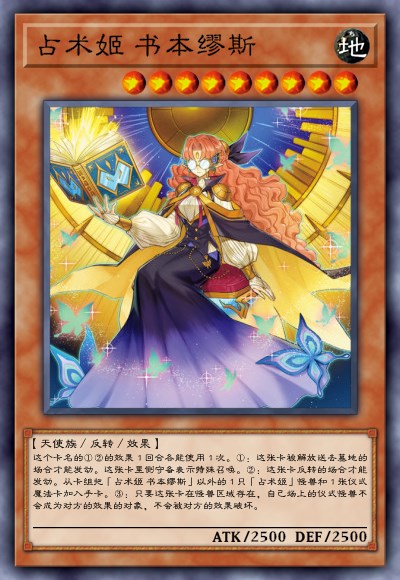 占术姬 书本缪斯
地
【天使族／反转／效果】
这个卡名的①②的效果1回合各能使用1次。①：这张卡被解放送去墓地的
场合才能发动。这张卡里侧守备表示特殊召唤。②：这张卡反转的场合才能发
动。从卡组把「占术姬 书本缪斯」以外的1只「占术姬」怪兽和1张仪式
魔法卡加入手卡。③：只要这张卡在怪兽区域存在，自己场上的仪式怪兽不
会成为对方的效果的对象，不会被对方的效果破坏。
ATK/2500 DEF/2500